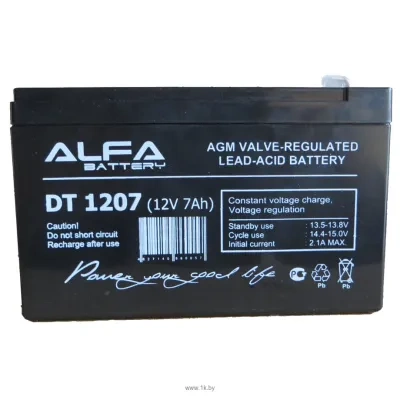 ALFA
BATTERY
AGM VALVE-REGULATED
LEAD-ACID BATTERY
DT 1207 (12V 7Ah)
Caution!
Do not short circuit
Recharge after use
Constant voltage charge,
Voltage regulation
Standby use 13.5-13.8V
Cycle use 14.4-15.0V
Initial current 2.1A MAX.
Power your good life
Pb
Pb
www.1k.by